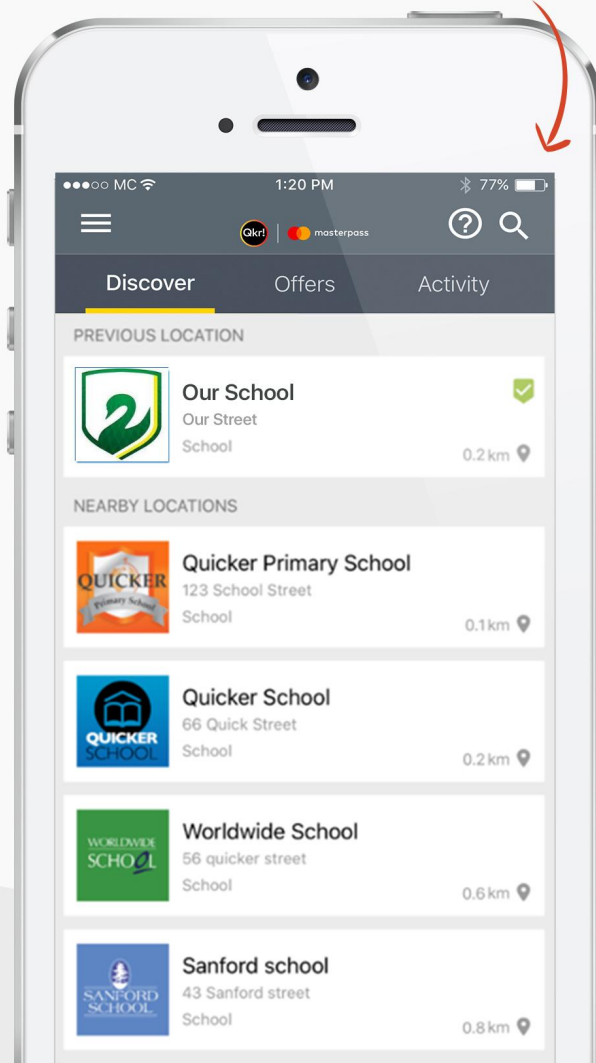 MC
1:20 PM
77%
Qkr!
masterpass
Discover
Offers
Activity
PREVIOUS LOCATION
Our School
Our Street
School
0.2 km
NEARBY LOCATIONS
QUICKER
Primary School
Quicker Primary School
123 School Street
School
0.1 km
QUICKER
SCHOOL
Quicker School
66 Quick Street
School
0.2 km
WORLDWIDE
SCHOOL
Worldwide School
56 quicker street
School
0.6 km
SANFORD
SCHOOL
Sanford school
43 Sanford street
School
0.8 km